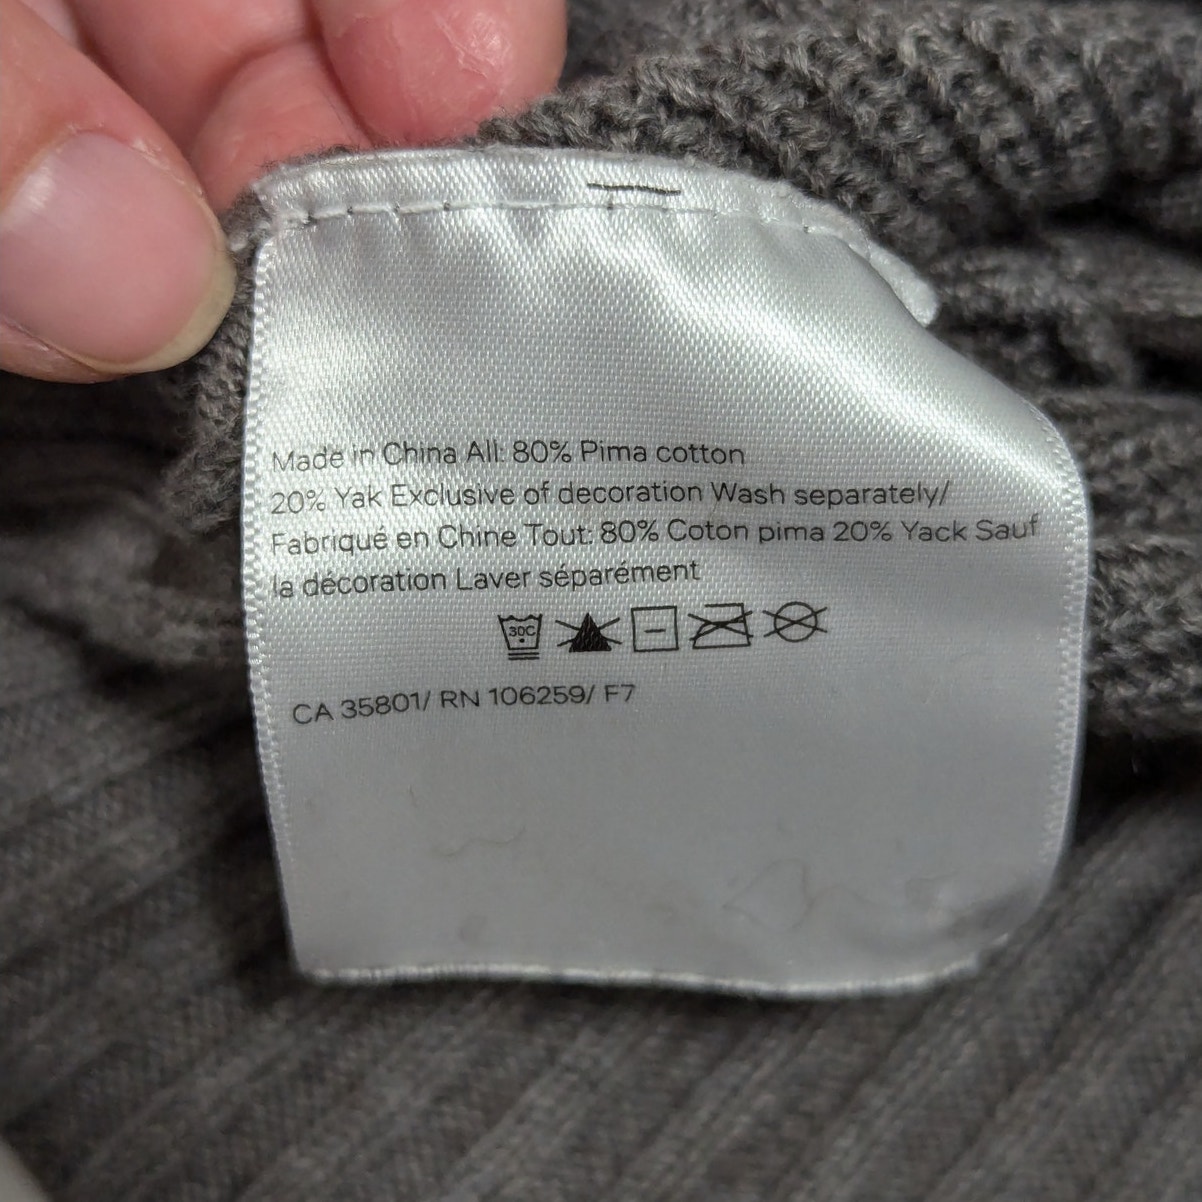 Made in China All: 80% Pima cotton
20% Yak Exclusive of decoration Wash separately/
Fabriqué en Chine Tout: 80% Coton pima 20% Yack Sauf
la décoration Laver séparément
30C
CA 35801/ RN 106259/ F7